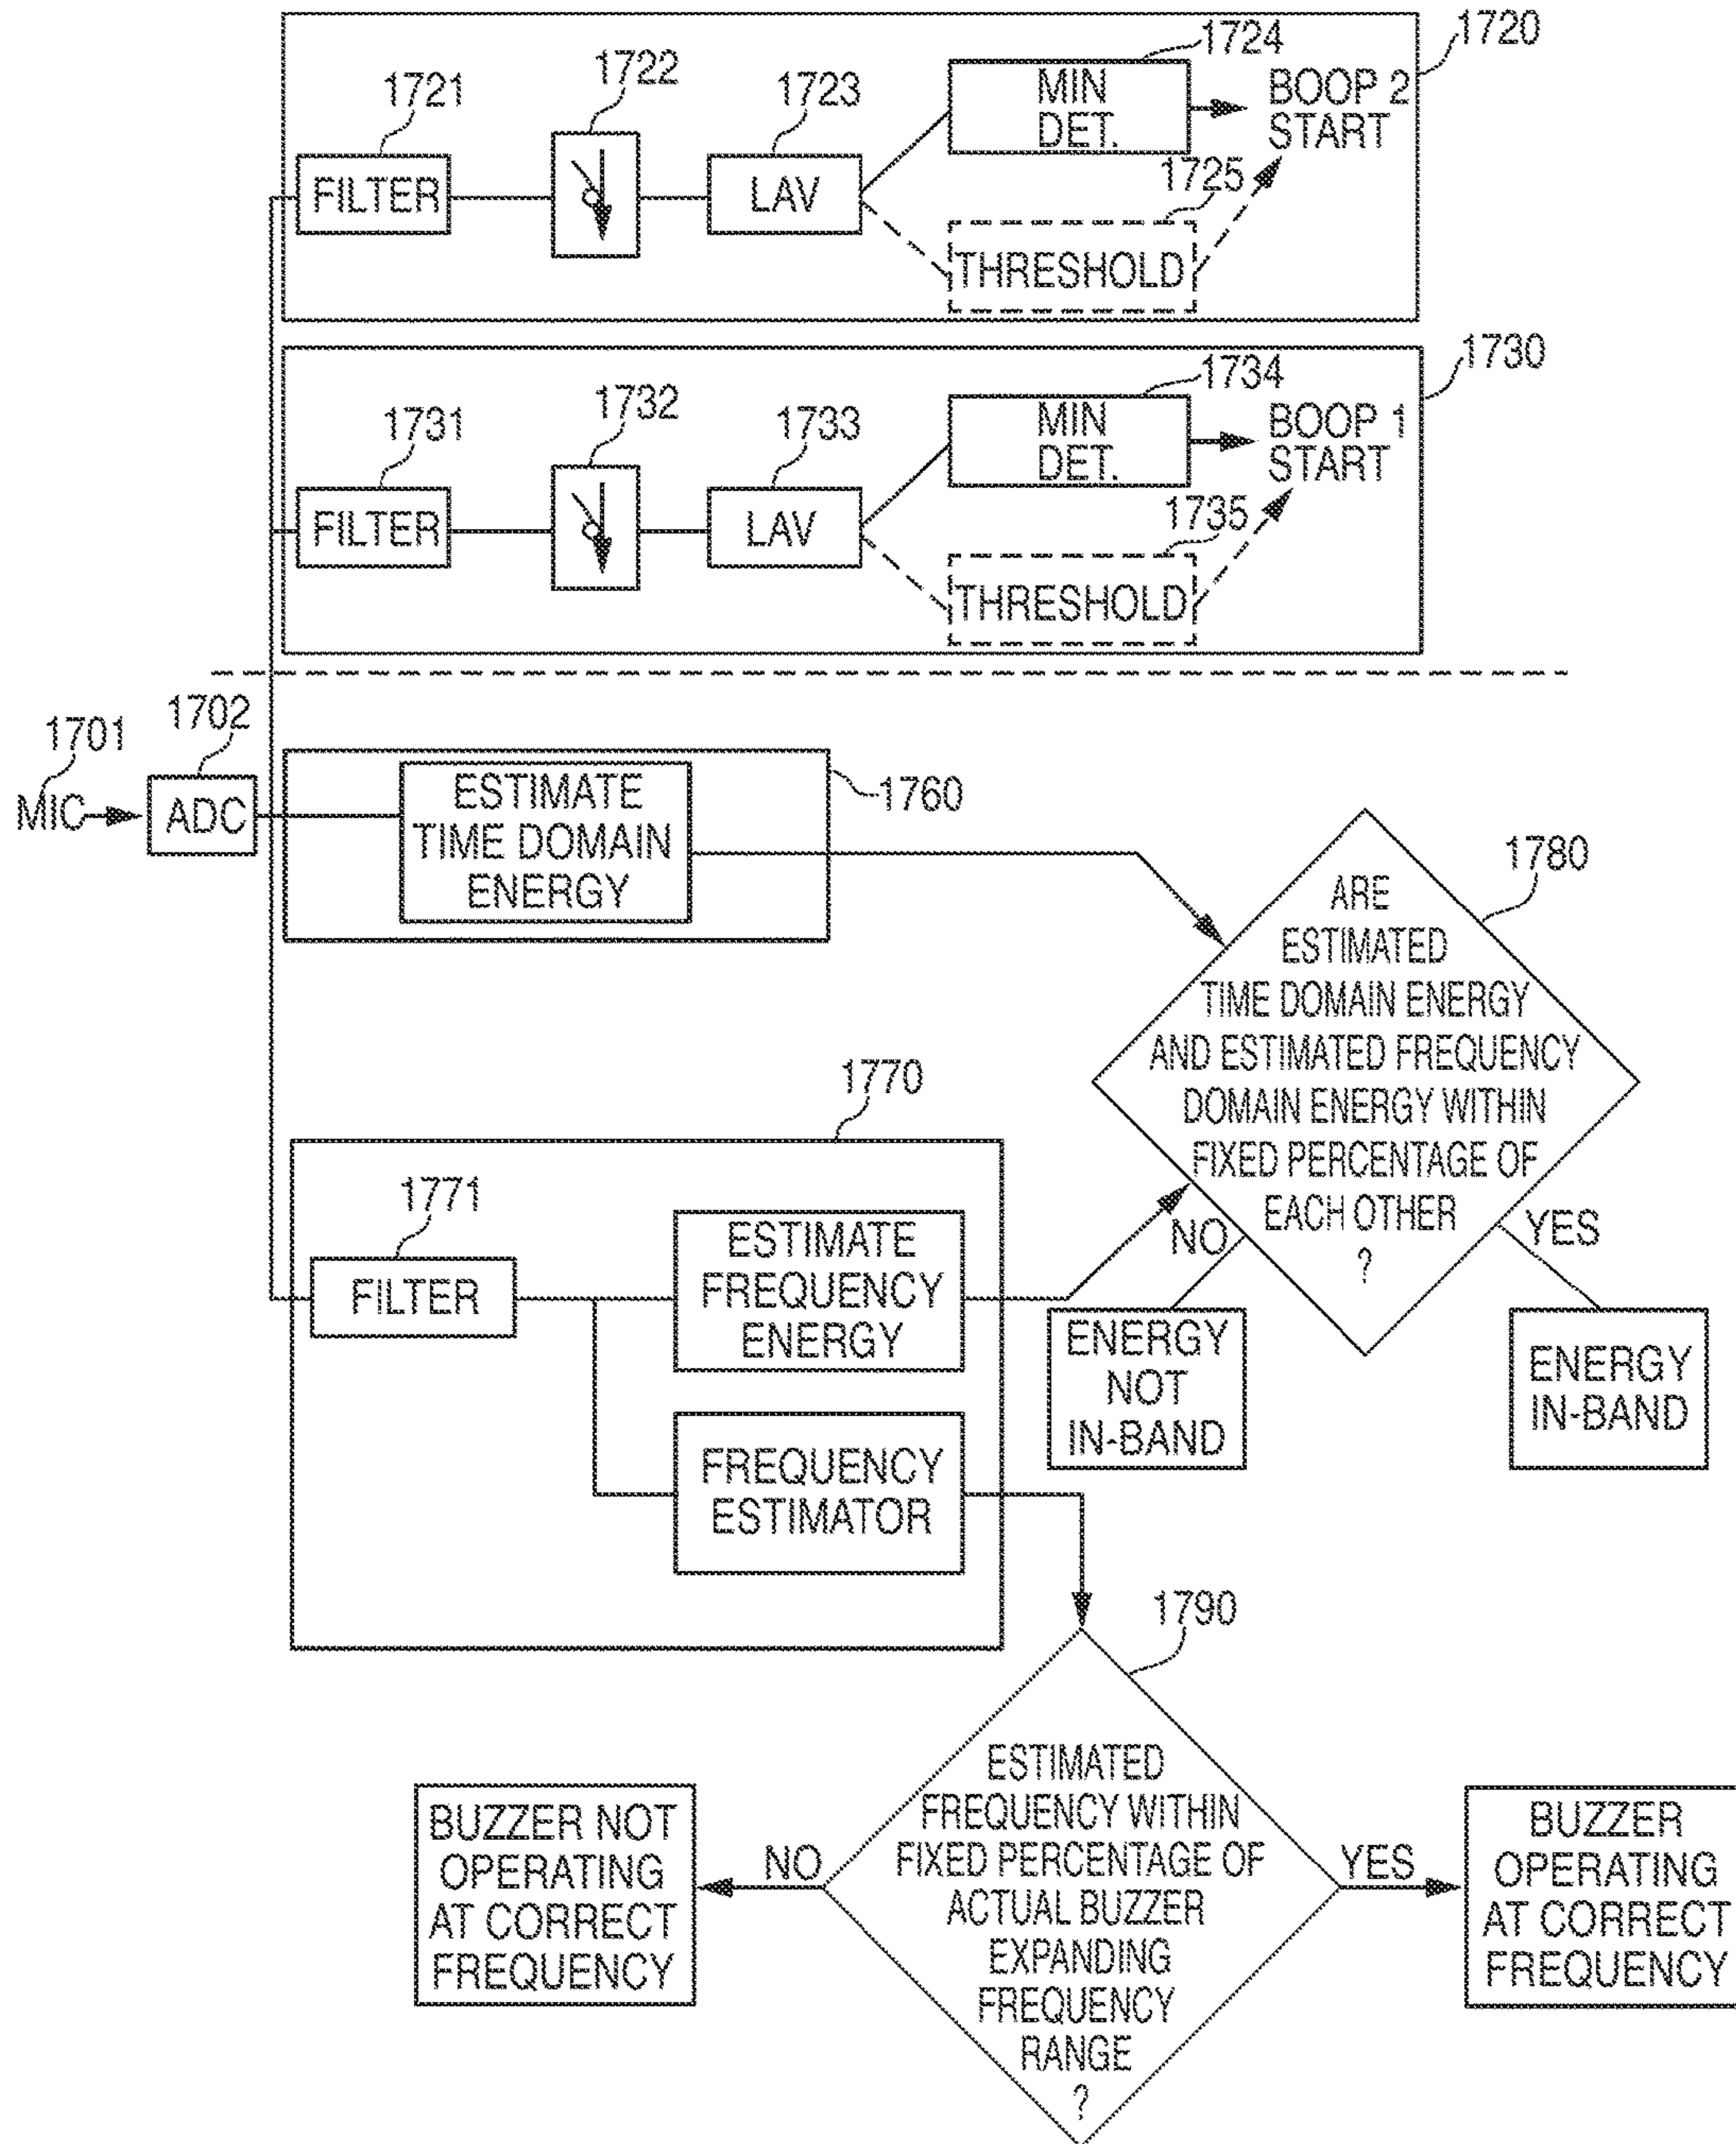 1720
1724
1722
1723
1721
MIN
DET.
BOOP 2
START
1725
FILTER
LAV
THRESHOLD
1730
1734
1732
1733
1731
MIN
DET.
BOOP 1
START
1735
FILTER
LAV
THRESHOLD
1701
1702
MIC
ADC
ESTIMATE
TIME DOMAIN
ENERGY
1760
1780
ARE
ESTIMATED
TIME DOMAIN ENERGY
AND ESTIMATED FREQUENCY
DOMAIN ENERGY WITHIN
FIXED PERCENTAGE OF
EACH OTHER
?
NO
YES
1770
1771
FILTER
ESTIMATE
FREQUENCY
ENERGY
ENERGY
NOT
IN-BAND
ENERGY
IN-BAND
FREQUENCY
ESTIMATOR
1790
ESTIMATED
FREQUENCY WITHIN
FIXED PERCENTAGE OF
ACTUAL BUZZER
EXPANDING
FREQUENCY
RANGE
?
NO
YES
BUZZER NOT
OPERATING
AT CORRECT
FREQUENCY
BUZZER
OPERATING
AT CORRECT
FREQUENCY